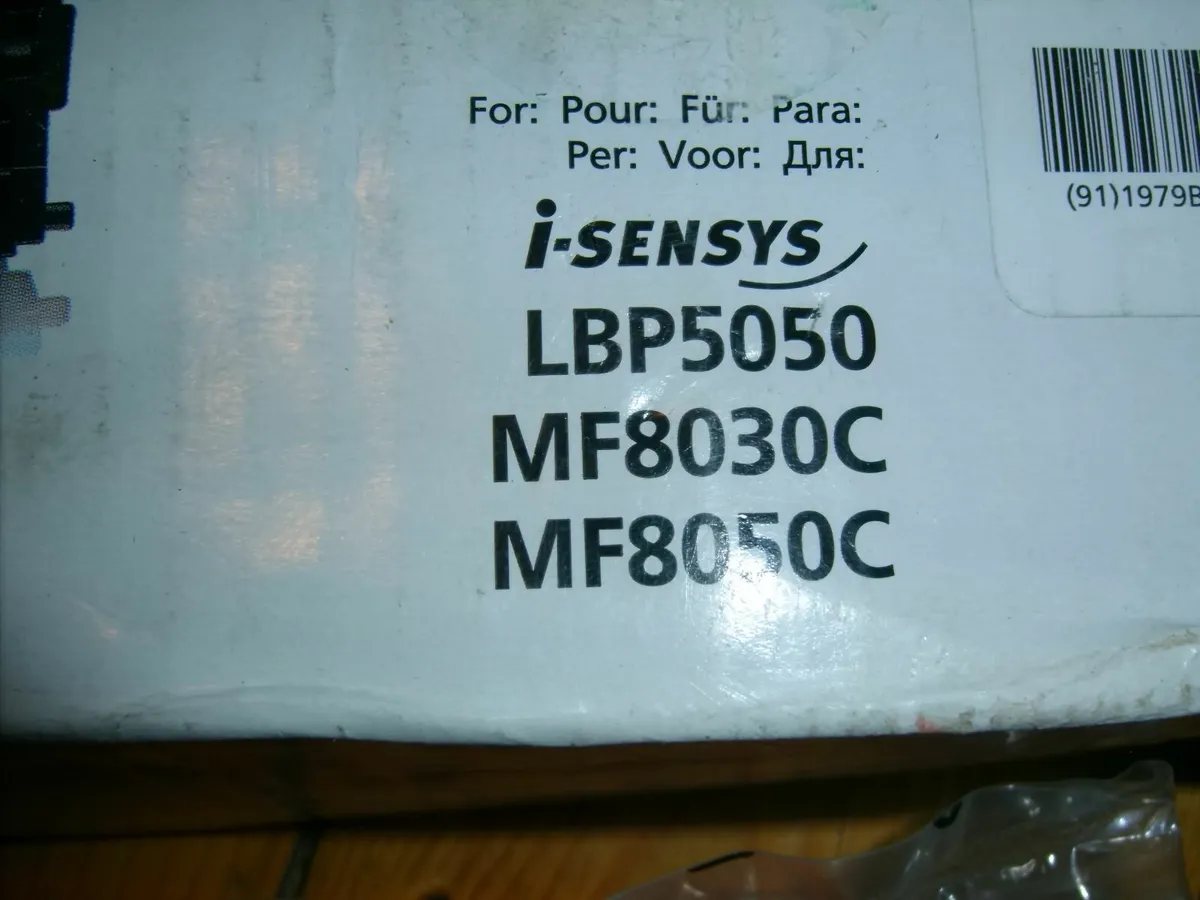 For: Pour: Für: Para:
Per: Voor: Для:
i-SENSYS
LBP5050
MF8030C
MF8050C
(91)1979B